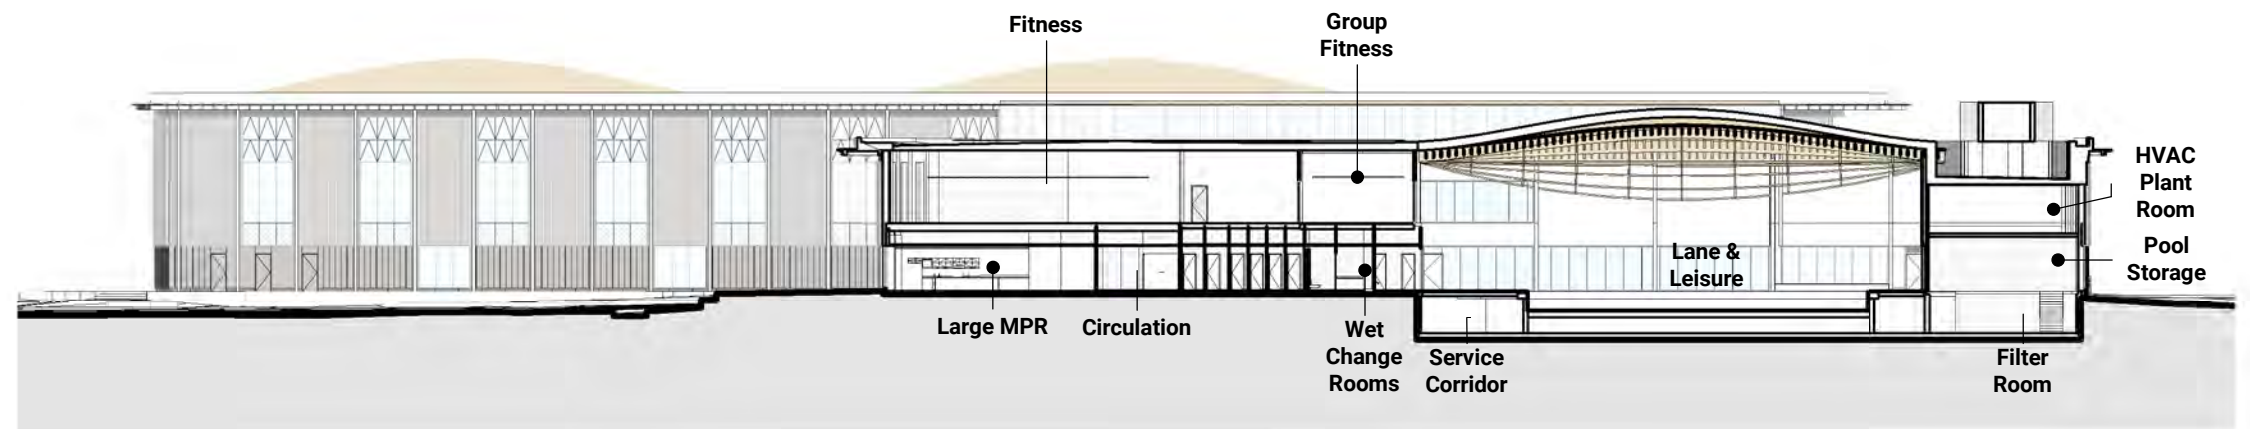 Fitness
Group
Fitness
HVAC
Plant
Room
Pool
Storage
Lane &
Leisure
Large MPR
Circulation
Wet
Change
Rooms
Service
Corridor
Filter
Room